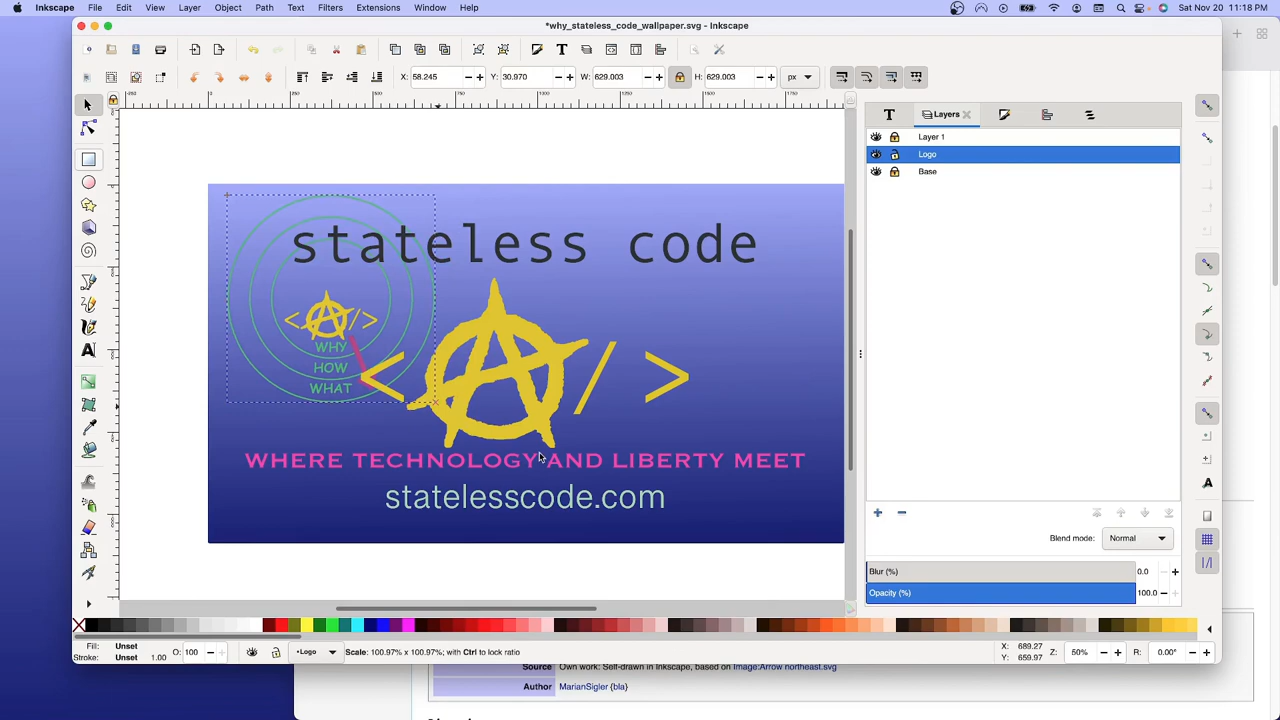 Inkscape File Edit View Layer Object Path Text Filters Extensions Window Help Sat Nov 20 11:18 PM
*why_stateless_code_wallpaper.svg - Inkscape
X: 58.245 - + Y: 30.970 - + W: 629.003 - + H: 629.003 - + px
Layers
Layer 1
Logo
Base
stateless code
</>
WHY
HOW
WHAT
< / >
WHERE TECHNOLOGY AND LIBERTY MEET
statelesscode.com
Blend mode: Normal
Blur (%) 0.0 - +
Opacity (%) 100.0 - +
Fill: Unset
Stroke: Unset 1.00
O: 100 - +
•Logo
Scale: 100.97% x 100.97%; with Ctrl to lock ratio
X: 689.27
Y: 659.97
Z: 50% - +
R: 0.00° - +
Source Own work: Self-drawn in Inkscape, based on Image:Arrow northeast.svg
Author MarianSigler {bla}